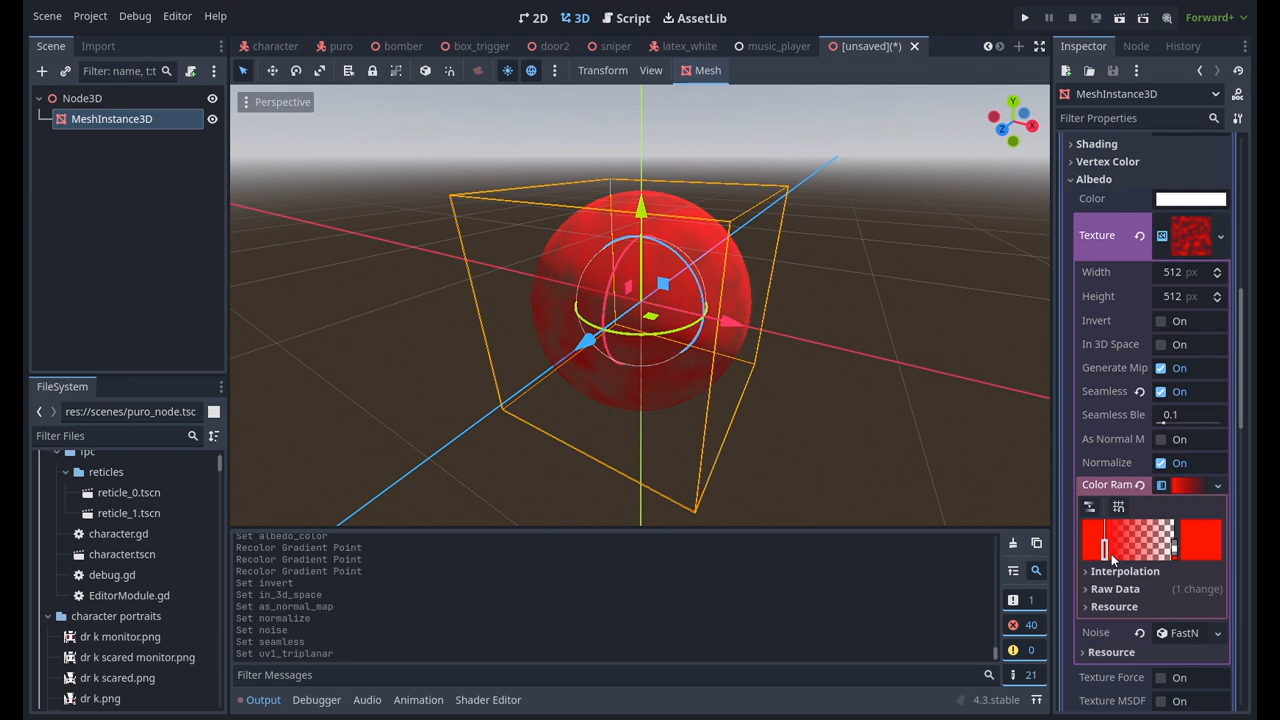 Scene Project Debug Editor Help
2D 3D Script AssetLib
Forward+
Scene Import
character puro bomber box_trigger door2 sniper latex_white music_player [unsaved](*)
Inspector Node History
Filter: name, t:t
Transform View Mesh
Node3D
MeshInstance3D
Perspective
Y
X
Z
MeshInstance3D
Filter Properties
Shading
Vertex Color
Albedo
Color
Texture
Width 512 px
Height 512 px
Invert On
In 3D Space On
Generate Mip On
Seamless On
Seamless Ble 0.1
As Normal M On
Normalize On
Color Ram
Interpolation
Raw Data (1 change)
Resource
Noise FastN
Resource
Texture Force On
Texture MSDF On
FileSystem
res://scenes/puro_node.tsc
Filter Files
fpc
reticles
reticle_0.tscn
reticle_1.tscn
character.gd
character.tscn
debug.gd
EditorModule.gd
character portraits
dr k monitor.png
dr k scared monitor.png
dr k scared.png
dr k.png
Set albedo_color
Recolor Gradient Point
Recolor Gradient Point
Recolor Gradient Point
Set invert
Set in_3d_space
Set as_normal_map
Set normalize
Set noise
Set seamless
Set uv1_triplanar
1
40
0
21
Filter Messages
Output Debugger Audio Animation Shader Editor
4.3.stable